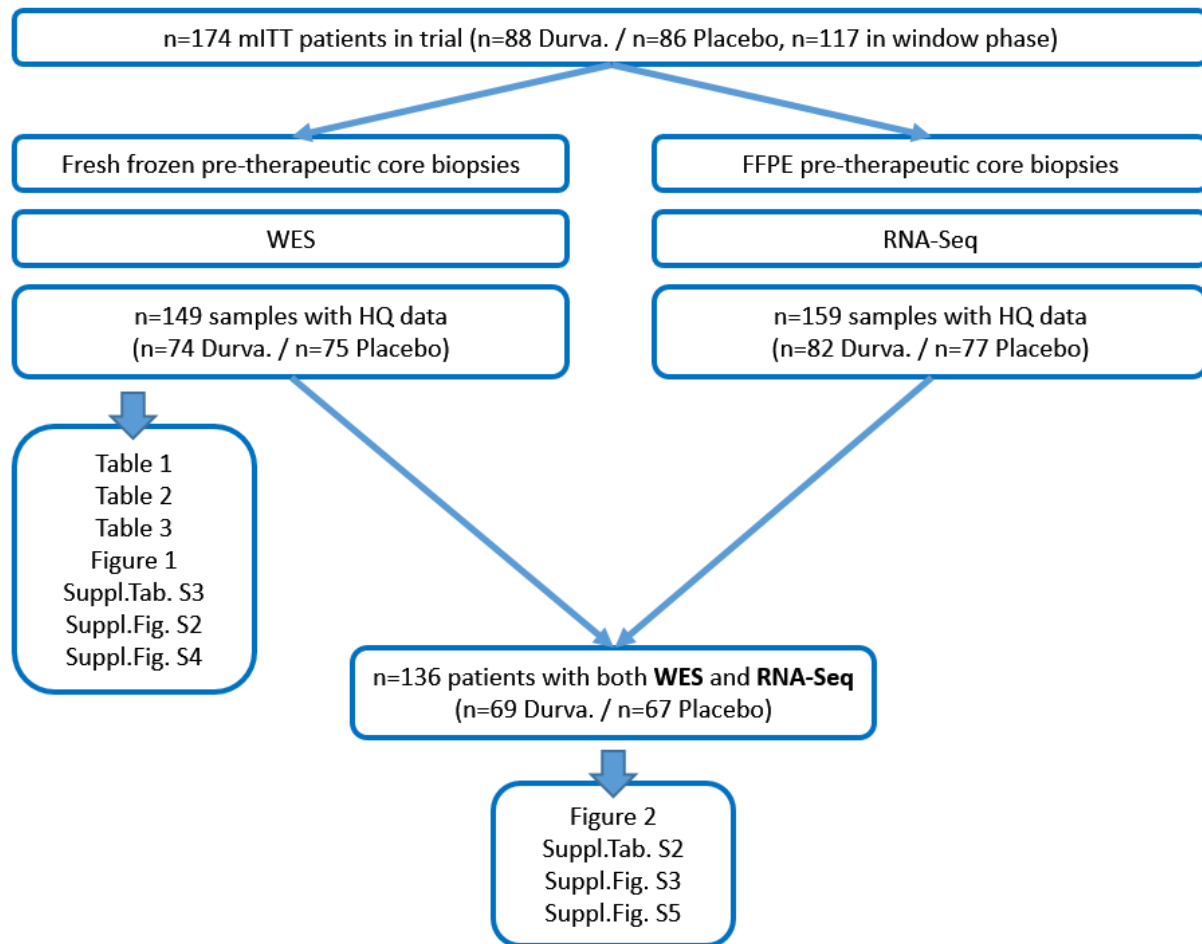 n=174 mITT patients in trial (n=88 Durva. / n=86 Placebo, n=117 in window phase)
Fresh frozen pre-therapeutic core biopsies
FFPE pre-therapeutic core biopsies
WES
RNA-Seq
n=149 samples with HQ data
(n=74 Durva. / n=75 Placebo)
n=159 samples with HQ data
(n=82 Durva. / n=77 Placebo)
Table 1
Table 2
Table 3
Figure 1
Suppl.Tab. S3
Suppl.Fig. S2
Suppl.Fig. S4
n=136 patients with both WES and RNA-Seq
(n=69 Durva. / n=67 Placebo)
Figure 2
Suppl.Tab. S2
Suppl.Fig. S3
Suppl.Fig. S5